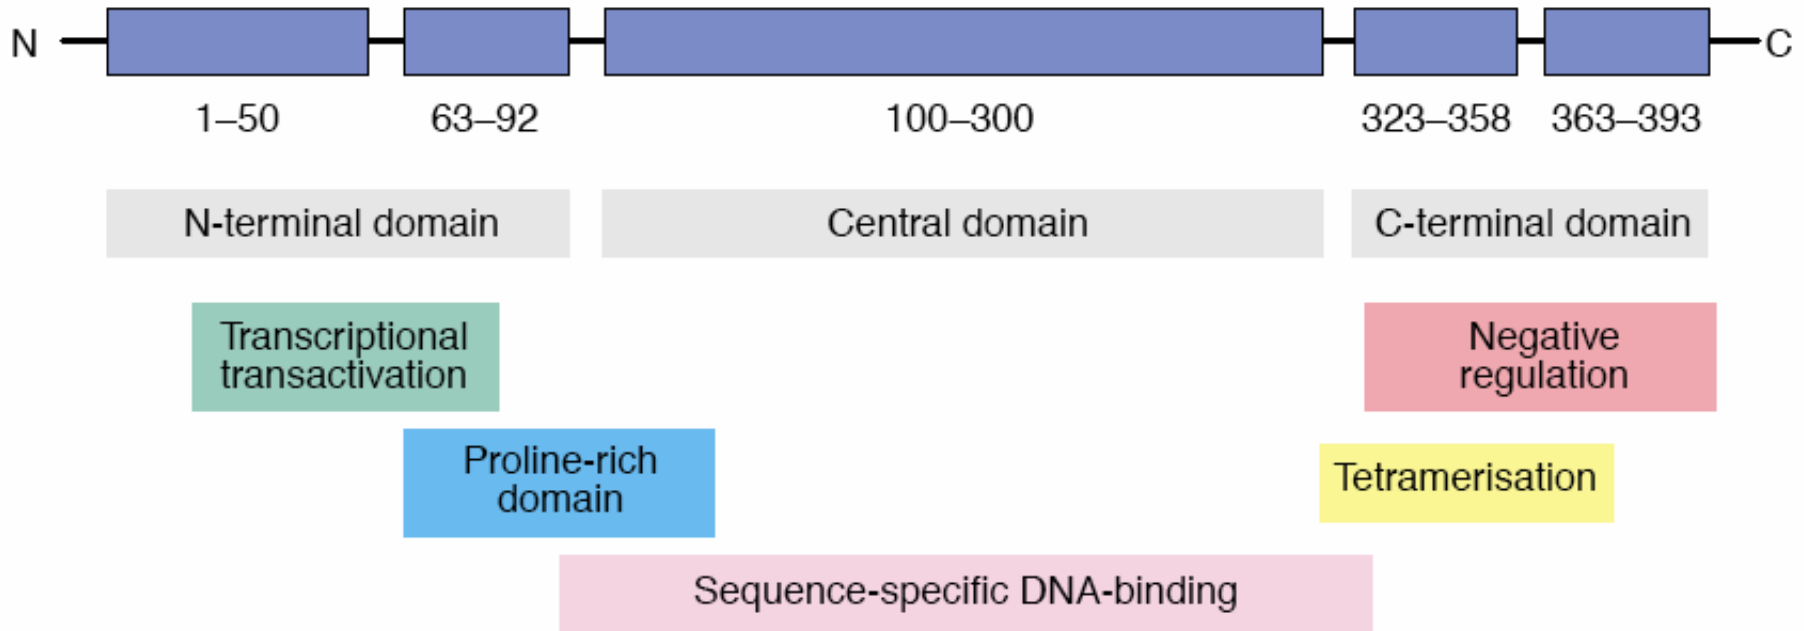 N
C
1–50
63–92
100–300
323–358
363–393
N-terminal domain
Central domain
C-terminal domain
Transcriptional
transactivation
Negative
regulation
Proline-rich
domain
Tetramerisation
Sequence-specific DNA-binding